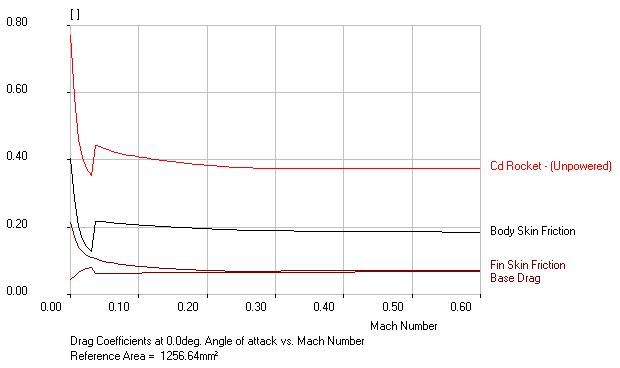 [ ]
0.80
0.60
0.40
0.20
0.00
Cd Rocket - (Unpowered)
Body Skin Friction
Fin Skin Friction
Base Drag
0.00 0.10 0.20 0.30 0.40 0.50 0.60
Mach Number
Drag Coefficients at 0.0deg. Angle of attack vs. Mach Number
Reference Area = 1256.64mm²